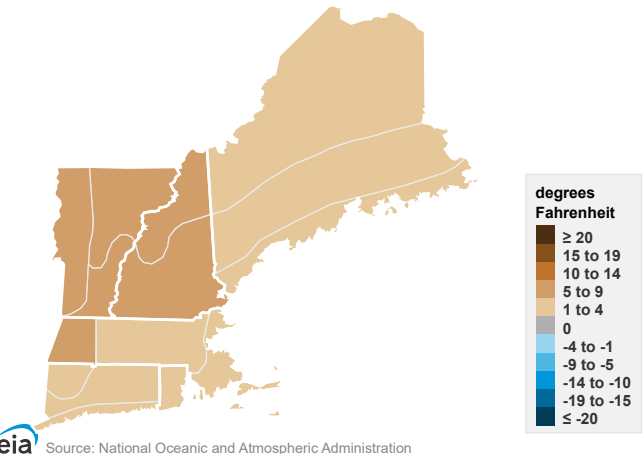 degrees
Fahrenheit
≥ 20
15 to 19
10 to 14
5 to 9
1 to 4
0
-4 to -1
-9 to -5
-14 to -10
-19 to -15
≤ -20
eia Source: National Oceanic and Atmospheric Administration